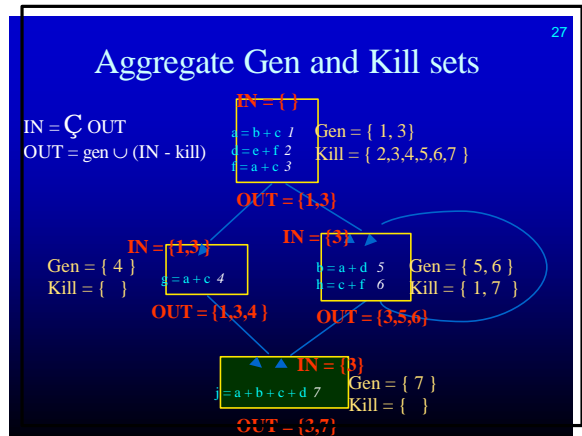 27
Aggregate Gen and Kill sets
IN = { }
IN = Ç OUT
OUT = gen ∪ (IN - kill)
a = b + c 1
d = e + f 2
f = a + c 3
Gen = { 1, 3}
Kill = { 2,3,4,5,6,7 }
OUT = {1,3}
IN = {1,3}
IN = {3}
Gen = { 4 }
Kill = { }
g = a + c 4
b = a + d 5
h = c + f 6
Gen = { 5, 6 }
Kill = { 1, 7 }
OUT = {1,3,4 }
OUT = {3,5,6}
IN = {3}
j = a + b + c + d 7
Gen = { 7 }
Kill = { }
OUT = {3,7}